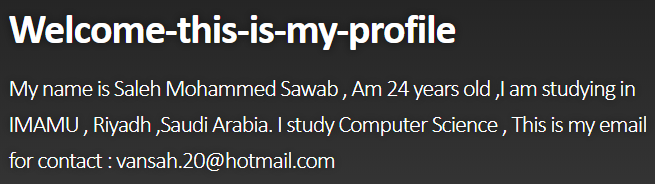 Welcome-this-is-my-profile
My name is Saleh Mohammed Sawab , Am 24 years old ,I am studying in
IMAMU , Riyadh ,Saudi Arabia. I study Computer Science , This is my email
for contact : vansah.20@hotmail.com